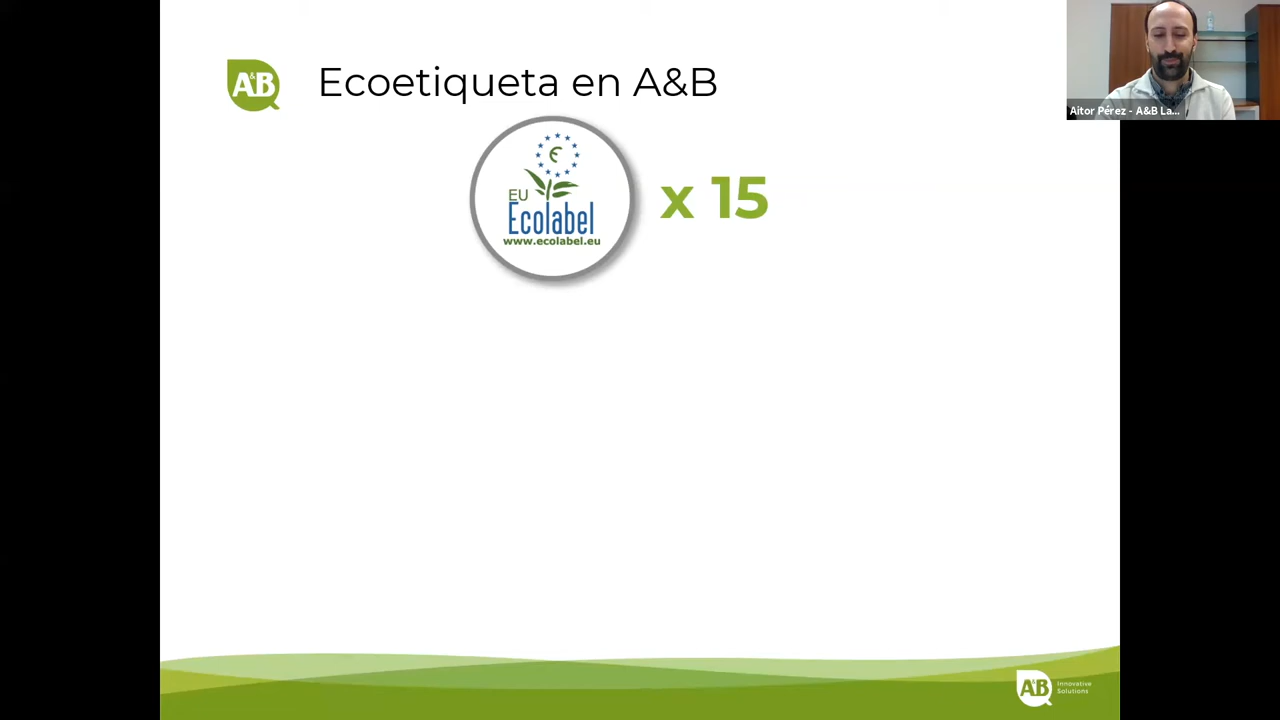 A&B
Ecoetiqueta en A&B
EU
Ecolabel
www.ecolabel.eu
x 15
Aitor Pérez - A&B La...
A&B
Innovative
Solutions